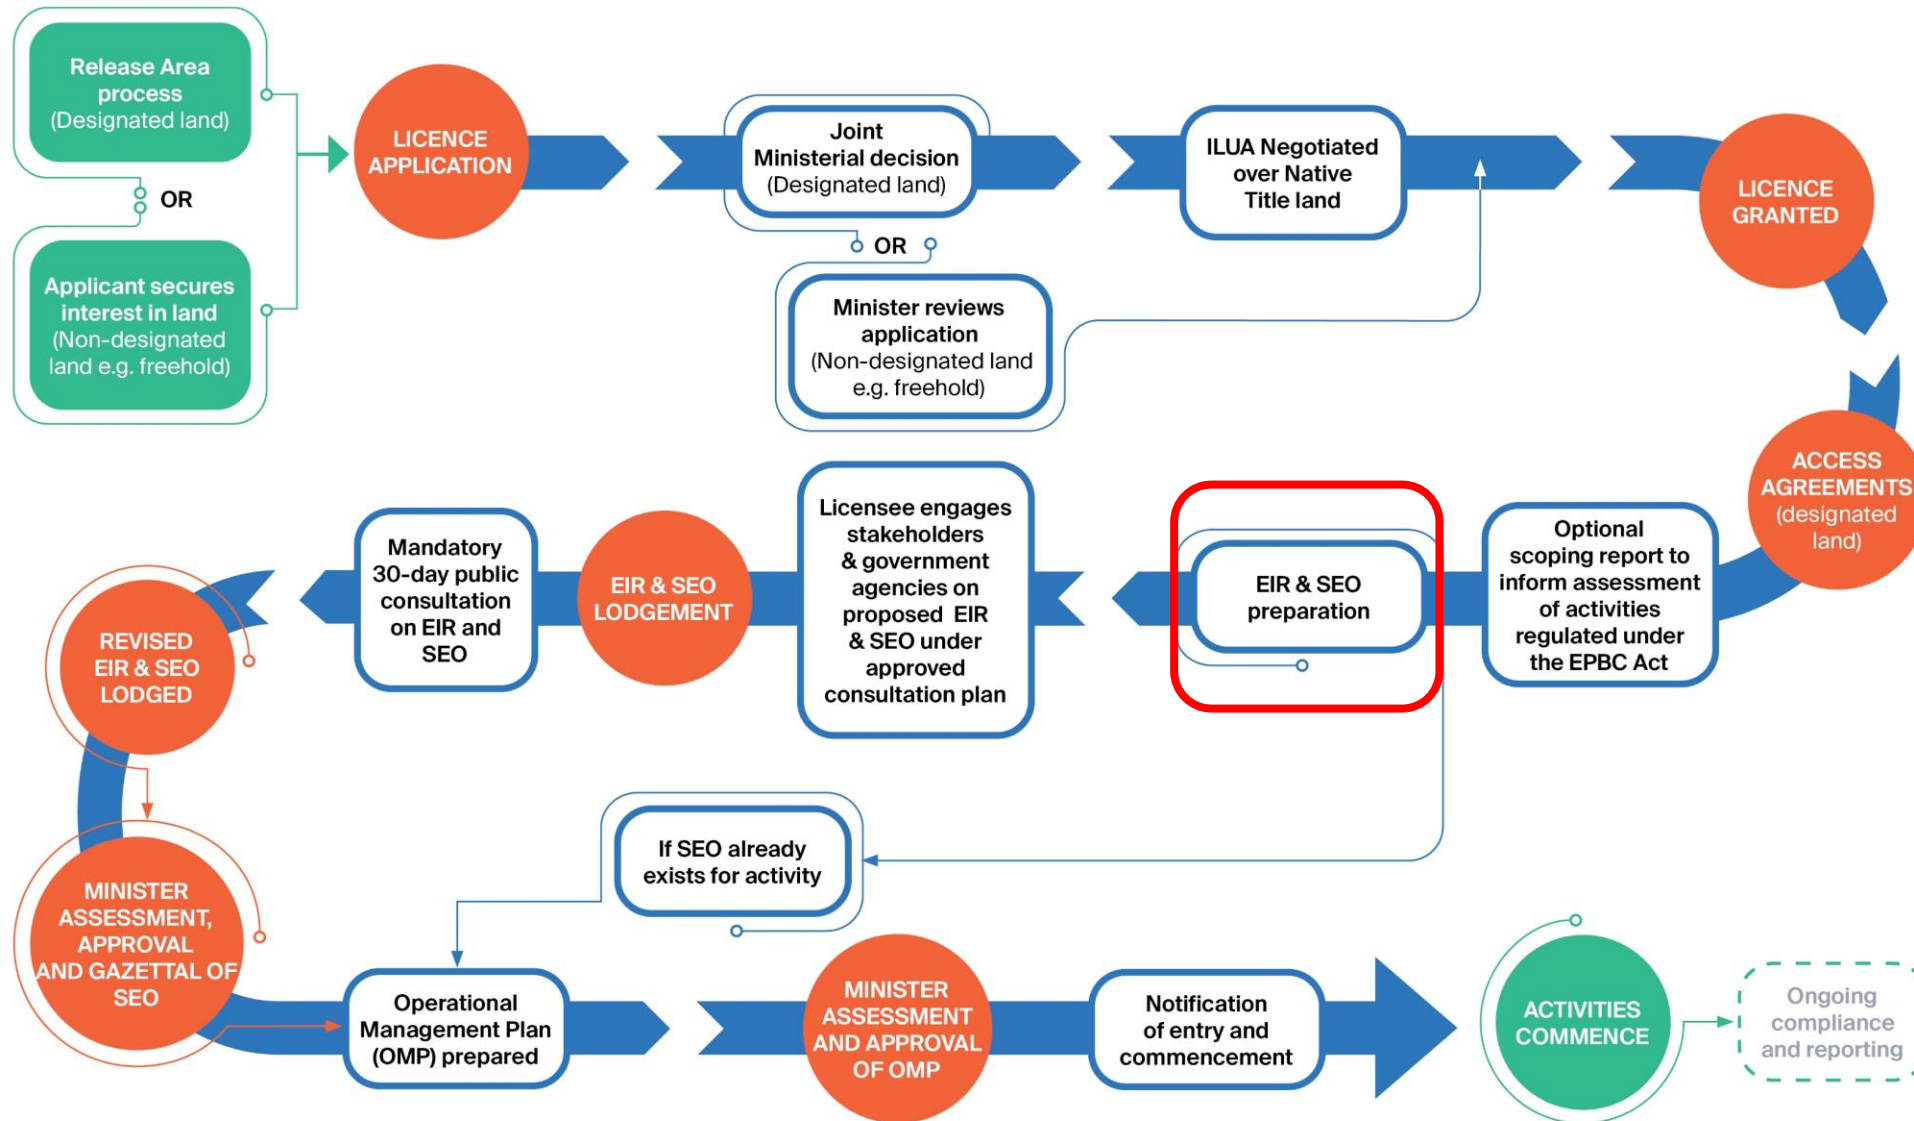 Release Area
process
(Designated land)
OR
Applicant secures
interest in land
(Non-designated
land e.g. freehold)
LICENCE
APPLICATION
Joint
Ministerial decision
(Designated land)
OR
Minister reviews
application
(Non-designated land
e.g. freehold)
ILUA Negotiated
over Native
Title land
LICENCE
GRANTED
ACCESS
AGREEMENTS
(designated
land)
Optional
scoping report to
inform assessment
of activities
regulated under
the EPBC Act
EIR & SEO
preparation
Licensee engages
stakeholders
& government
agencies on
proposed EIR
& SEO under
approved
consultation plan
EIR & SEO
LODGEMENT
Mandatory
30-day public
consultation
on EIR and
SEO
REVISED
EIR & SEO
LODGED
MINISTER
ASSESSMENT,
APPROVAL
AND GAZETTAL OF
SEO
If SEO already
exists for activity
Operational
Management Plan
(OMP) prepared
MINISTER
ASSESSMENT
AND APPROVAL
OF OMP
Notification
of entry and
commencement
ACTIVITIES
COMMENCE
Ongoing
compliance
and reporting